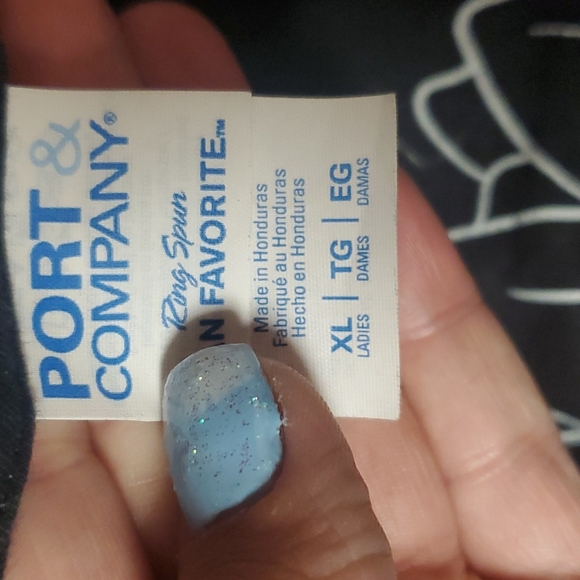 PORT &
COMPANY®
Ring Spun
N FAVORITE™
Made in Honduras
Fabriqué au Honduras
Hecho en Honduras
XL | TG | EG
LADIES DAMES DAMAS